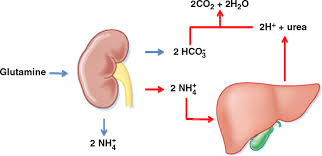 2CO₂ + 2H₂O
2H⁺ + urea
2 HCO₃⁻
Glutamine
2 NH₄⁺
2 NH₄⁺